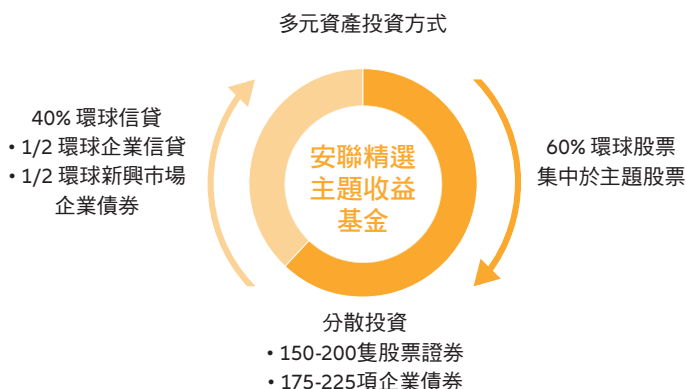 多元資產投資方式
40% 環球信貸
• 1/2 環球企業信貸
• 1/2 環球新興市場
企業債券
安聯精選
主題收益
基金
60% 環球股票
集中於主題股票
分散投資
• 150-200隻股票證券
• 175-225項企業債券